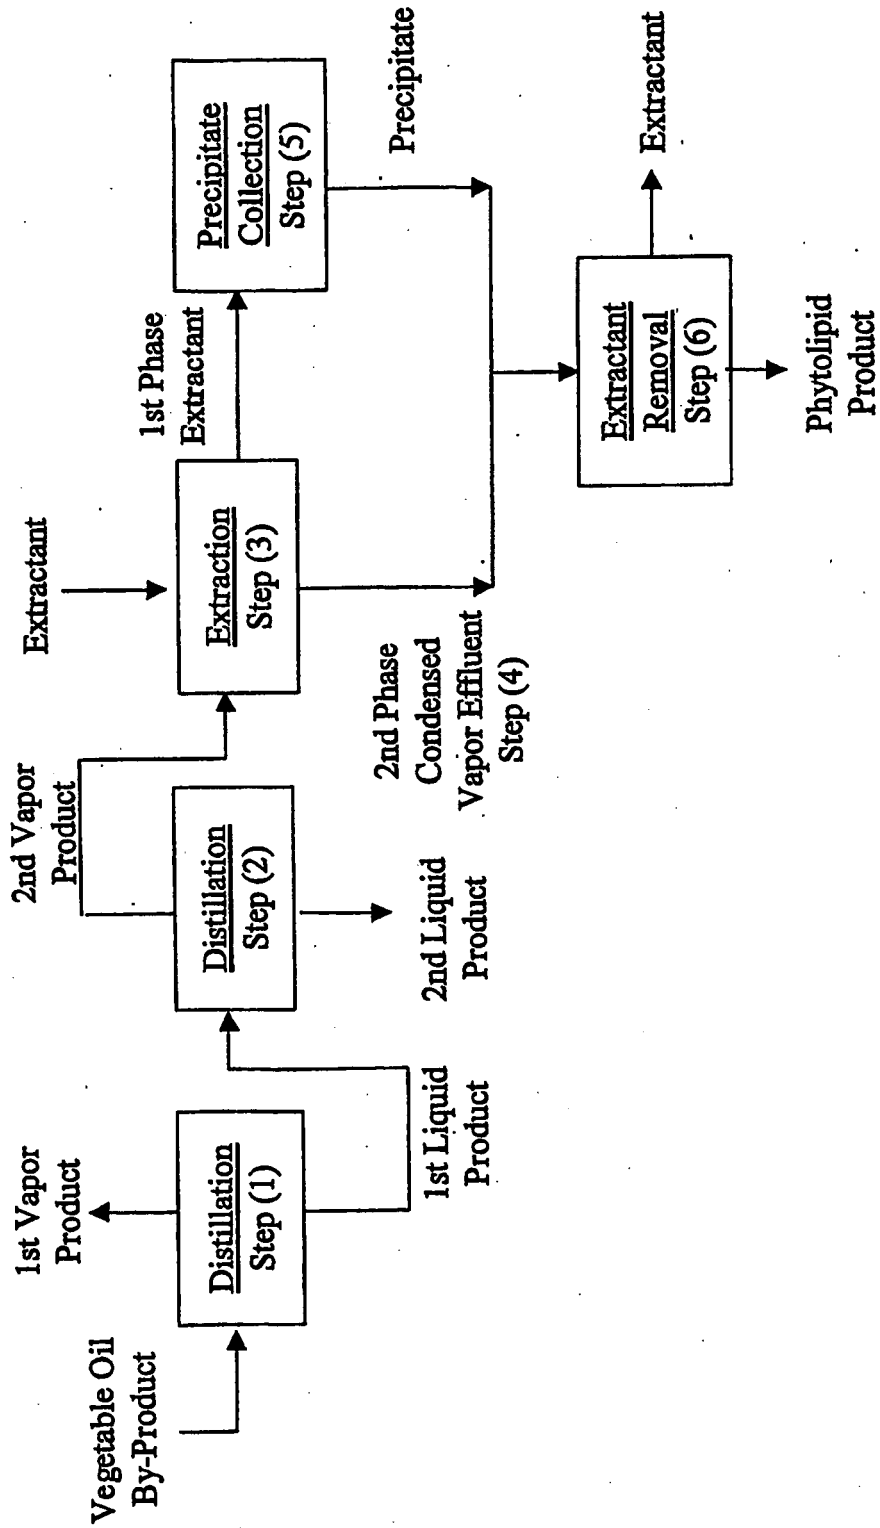 Vegetable Oil
By-Product
1st Vapor
Product
Distillation
Step (1)
1st Liquid
Product
2nd Vapor
Product
Distillation
Step (2)
2nd Liquid
Product
Extractant
Extraction
Step (3)
2nd Phase
Condensed
Vapor Effluent
Step (4)
1st Phase
Extractant
Precipitate
Collection
Step (5)
Precipitate
Extractant
Removal
Step (6)
Extractant
Phytolipid
Product